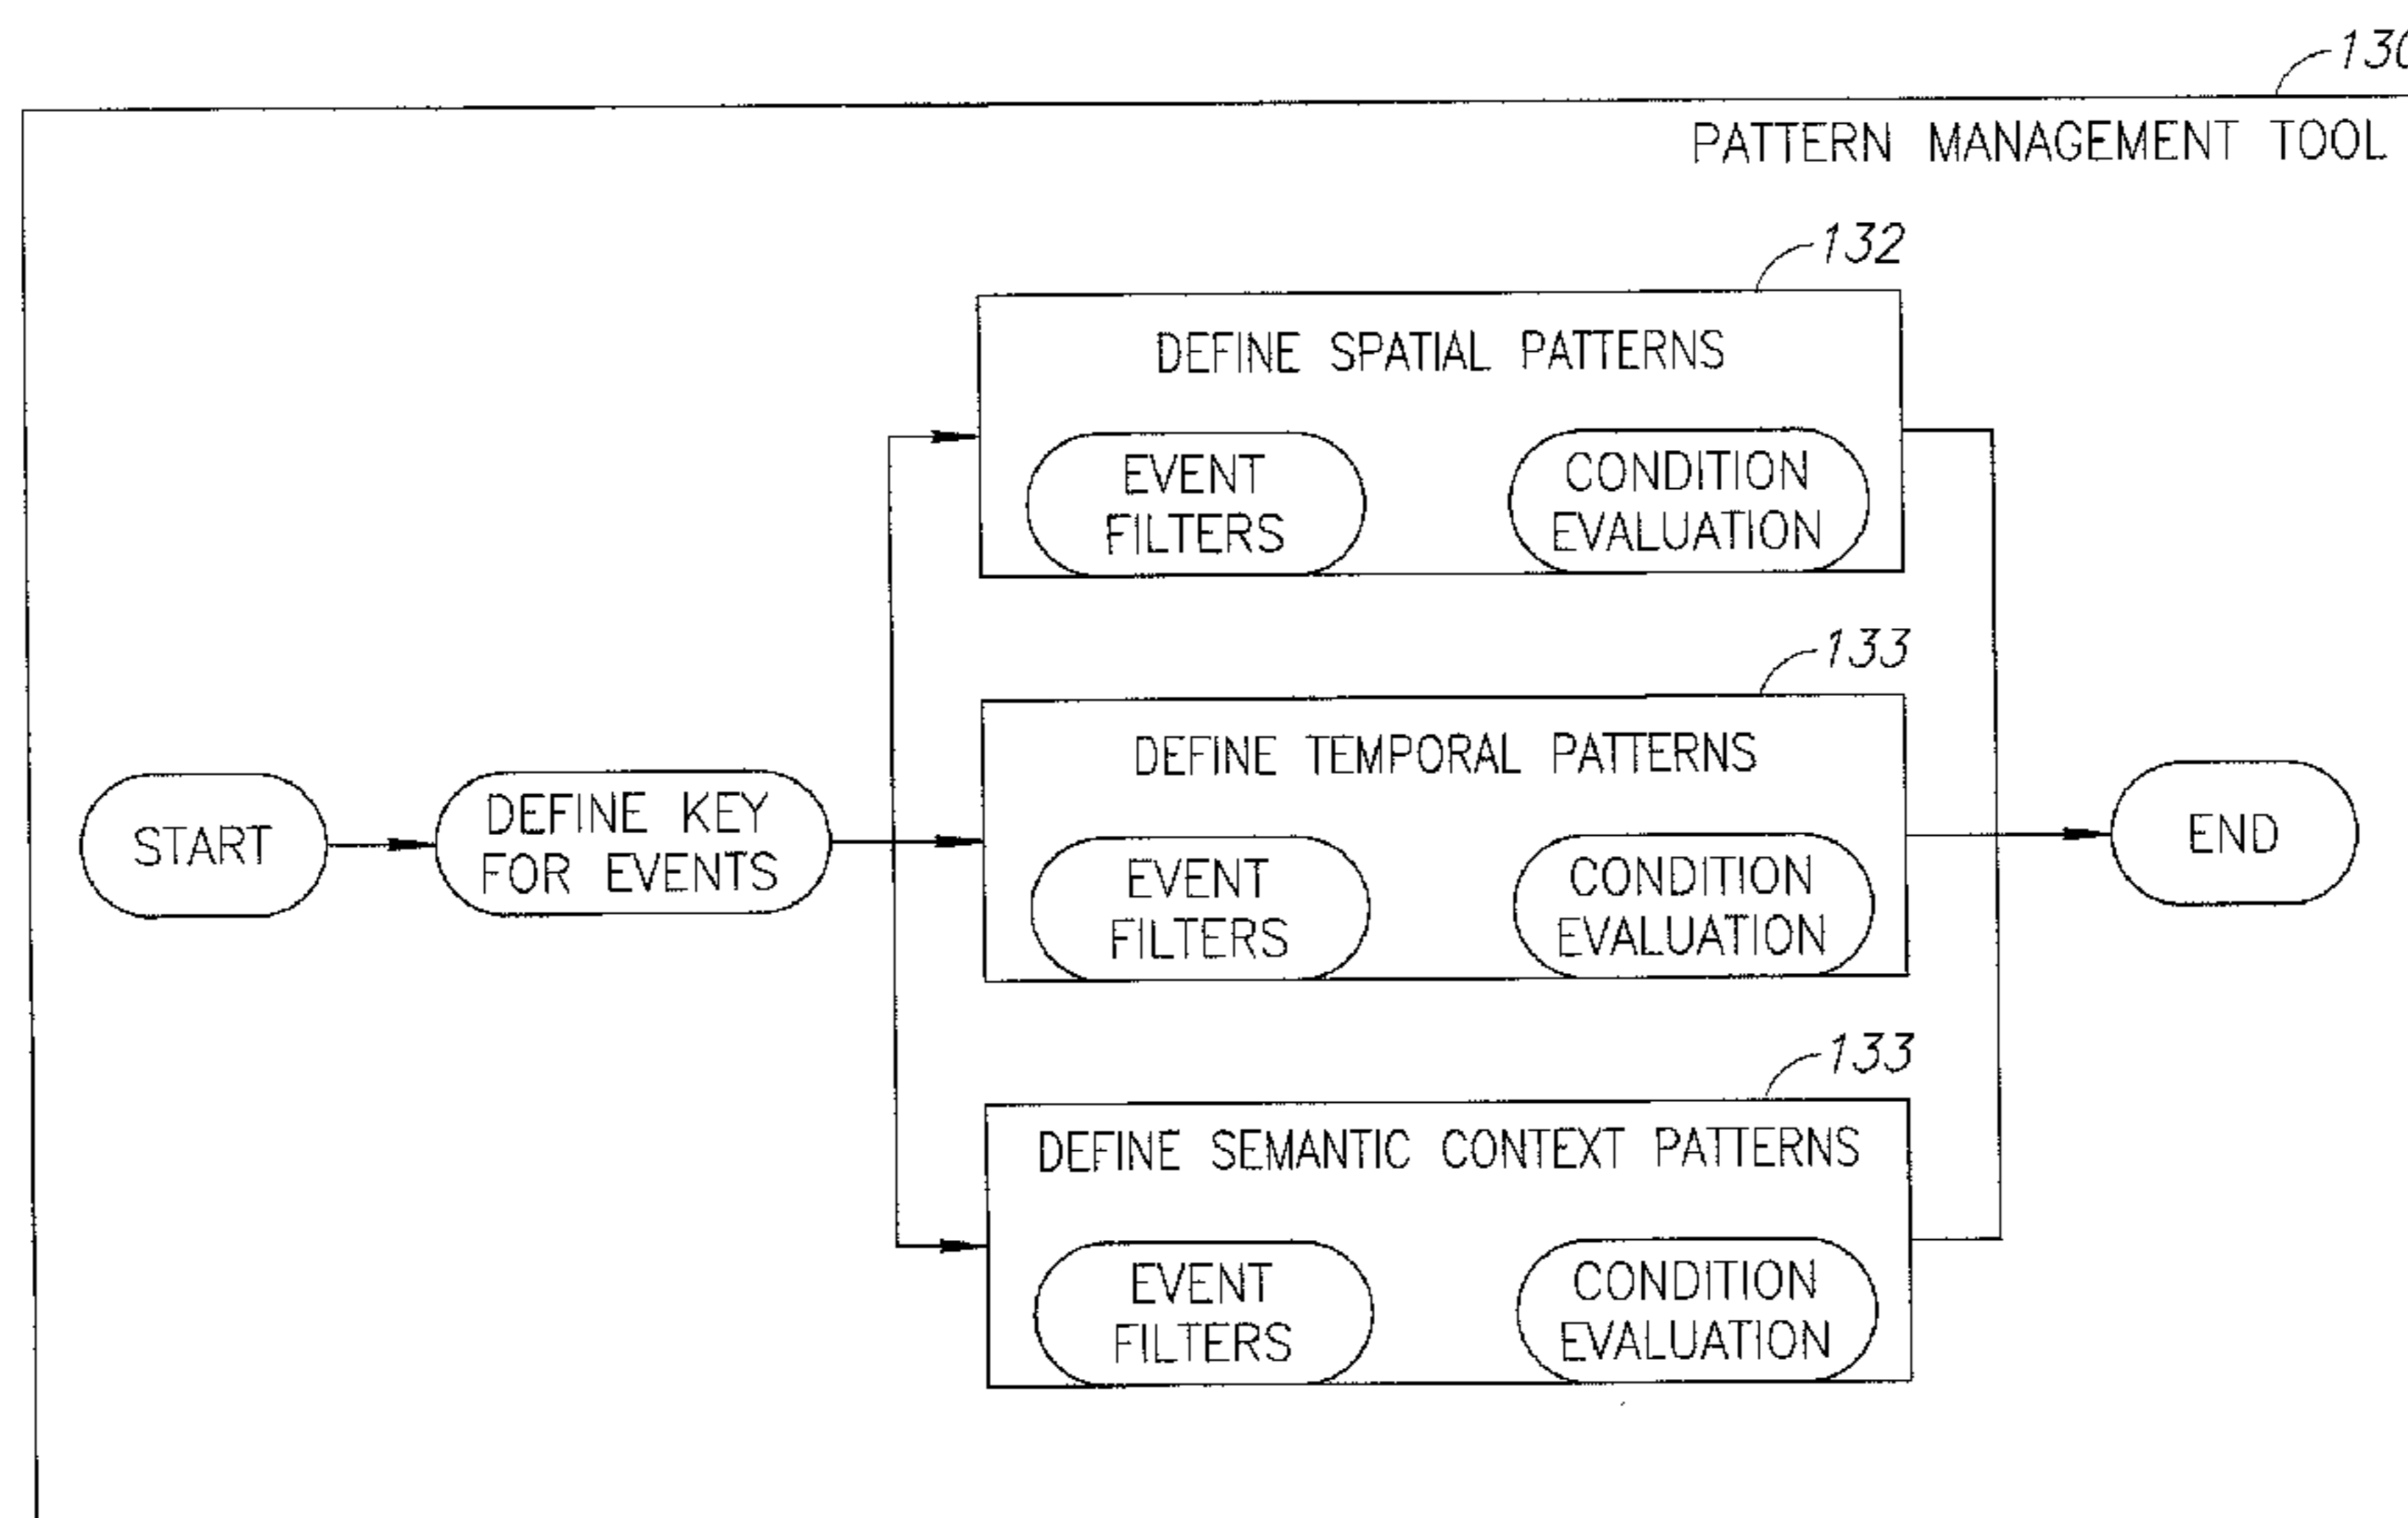 130
PATTERN MANAGEMENT TOOL
132
DEFINE SPATIAL PATTERNS
EVENT
FILTERS
CONDITION
EVALUATION
133
DEFINE TEMPORAL PATTERNS
START
DEFINE KEY
FOR EVENTS
EVENT
FILTERS
CONDITION
EVALUATION
END
133
DEFINE SEMANTIC CONTEXT PATTERNS
EVENT
FILTERS
CONDITION
EVALUATION